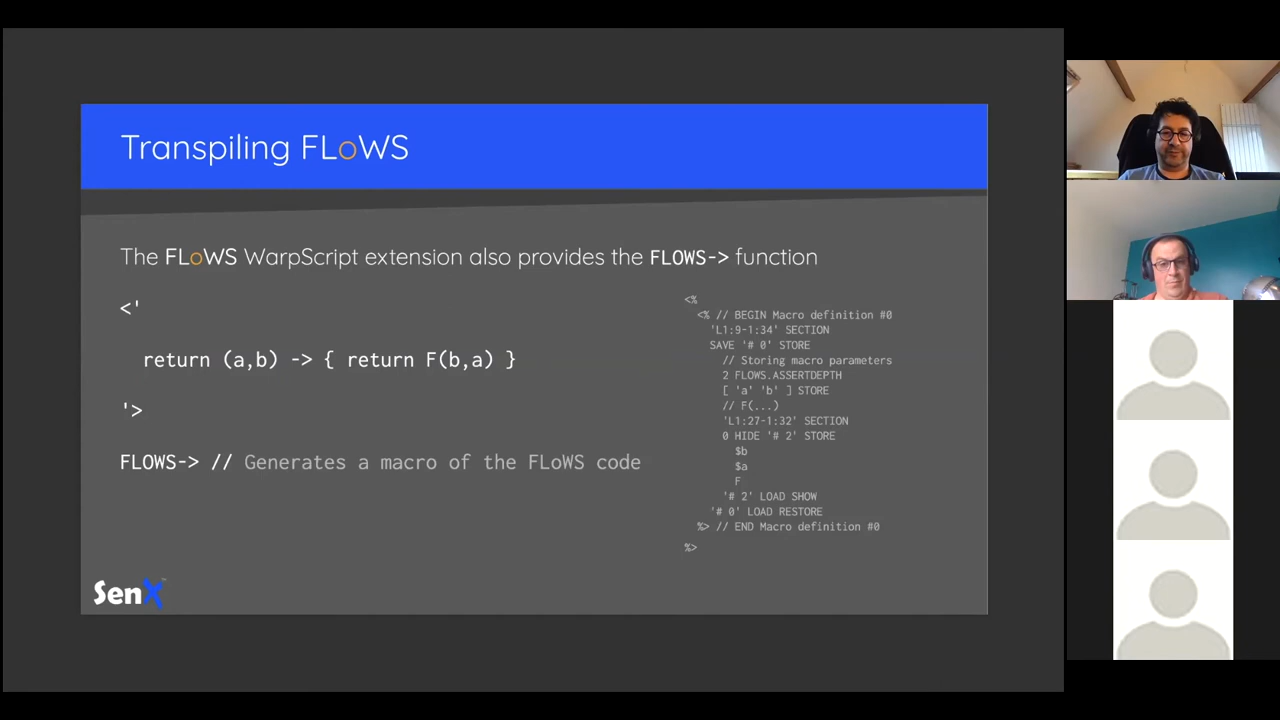 Transpiling FLoWS
The FLoWS WarpScript extension also provides the FLOWS-> function
<'
return (a,b) -> { return F(b,a) }
'>
FLOWS-> // Generates a macro of the FLoWS code
<%
<% // BEGIN Macro definition #0
'L1:9-1:34' SECTION
SAVE '# 0' STORE
// Storing macro parameters
2 FLOWS.ASSERTDEPTH
[ 'a' 'b' ] STORE
// F(...)
'L1:27-1:32' SECTION
0 HIDE '# 2' STORE
$b
$a
F
'# 2' LOAD SHOW
'# 0' LOAD RESTORE
%> // END Macro definition #0
%>
SenX